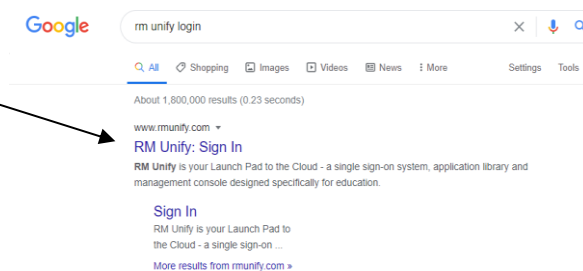 Google
rm unify login
All Shopping Images Videos News More Settings Tools
About 1,800,000 results (0.23 seconds)
www.rmunify.com
RM Unify: Sign In
RM Unify is your Launch Pad to the Cloud - a single sign-on system, application library and
management console designed specifically for education.
Sign In
RM Unify is your Launch Pad to
the Cloud - a single sign-on ...
More results from rmunify.com »